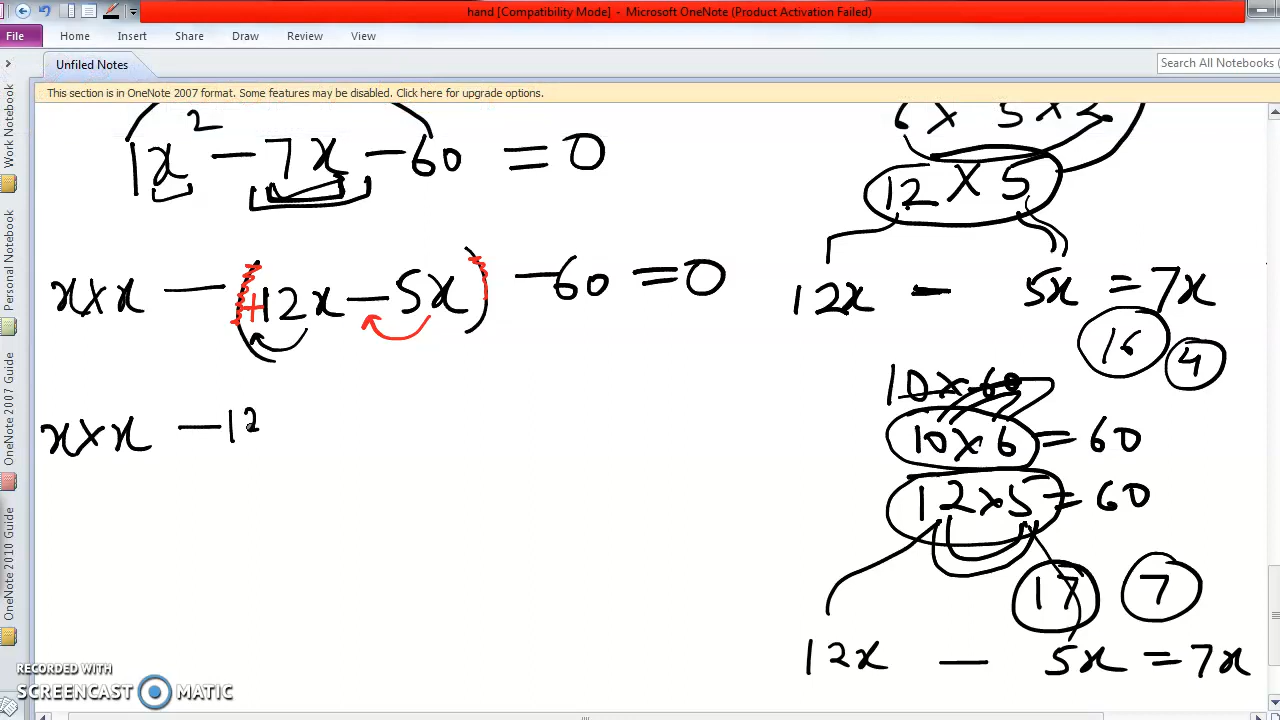 hand [Compatibility Mode] - Microsoft OneNote (Product Activation Failed)
File Home Insert Share Draw Review View
Unfiled Notes
Search All Notebooks (
This section is in OneNote 2007 format. Some features may be disabled. Click here for upgrade options.
Work Notebook
Personal Notebook
OneNote 2007 Guide
OneNote 2010 Guide
1x² - 7x - 60 = 0
x×x - (+12x - 5x) - 60 = 0
x×x - 12
12 × 5
12x - 5x = 7x
16 4
10×60
10×6 = 60
12×5 = 60
17 7
12x - 5x = 7x
RECORDED WITH
SCREENCAST MATIC